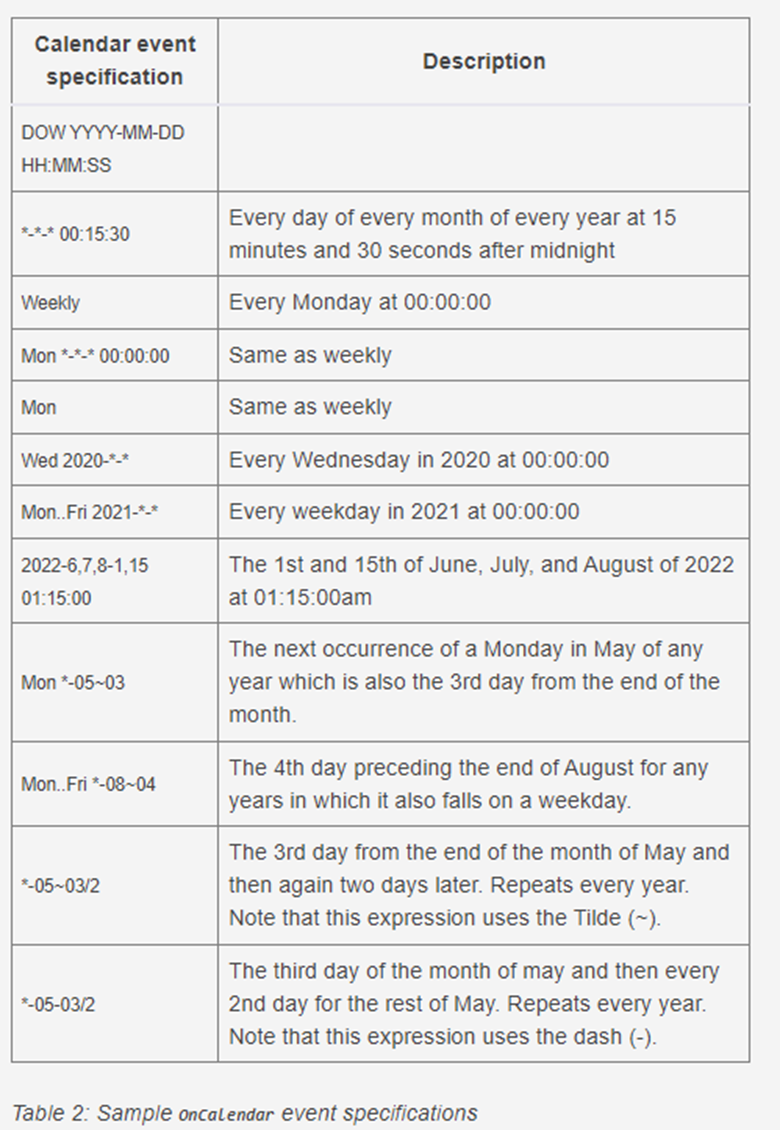 Calendar event
specification
Description
DOW YYYY-MM-DD
HH:MM:SS
*-*-* 00:15:30
Every day of every month of every year at 15
minutes and 30 seconds after midnight
Weekly
Every Monday at 00:00:00
Mon *-*-* 00:00:00
Same as weekly
Mon
Same as weekly
Wed 2020-*-*
Every Wednesday in 2020 at 00:00:00
Mon..Fri 2021-*-*
Every weekday in 2021 at 00:00:00
2022-6,7,8-1,15
01:15:00
The 1st and 15th of June, July, and August of 2022
at 01:15:00am
Mon *-05~03
The next occurrence of a Monday in May of any
year which is also the 3rd day from the end of the
month.
Mon..Fri *-08~04
The 4th day preceding the end of August for any
years in which it also falls on a weekday.
*-05~03/2
The 3rd day from the end of the month of May and
then again two days later. Repeats every year.
Note that this expression uses the Tilde (~).
*-05-03/2
The third day of the month of may and then every
2nd day for the rest of May. Repeats every year.
Note that this expression uses the dash (-).
Table 2: Sample OnCalendar event specifications